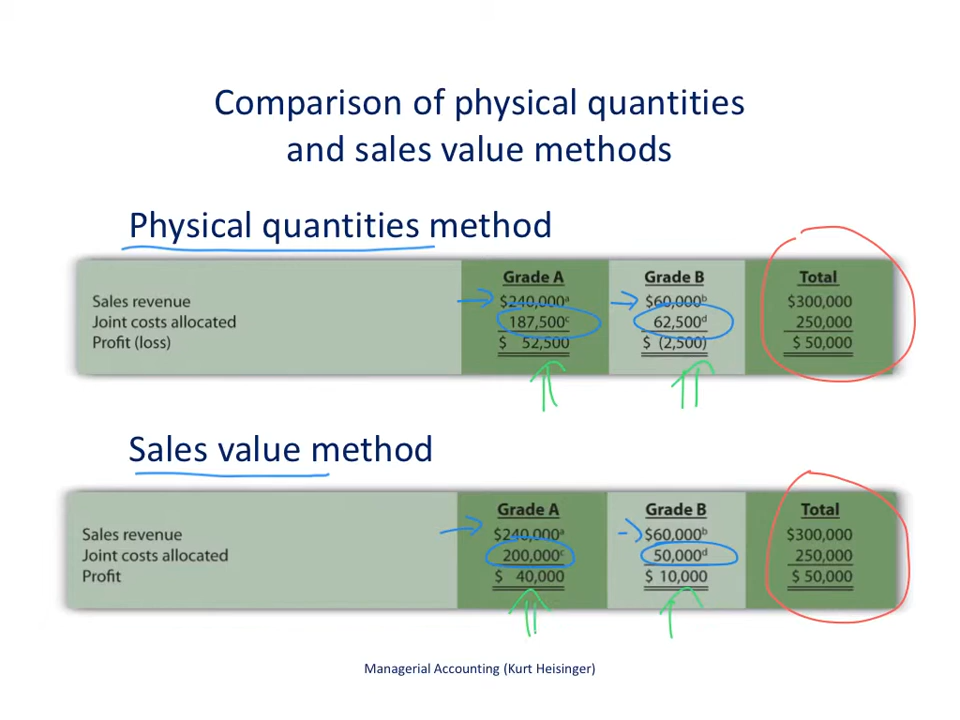 Comparison of physical quantities
and sales value methods
Physical quantities method
Grade A Grade B Total
Sales revenue $240,000ᵃ $60,000ᵇ $300,000
Joint costs allocated 187,500ᶜ 62,500ᵈ 250,000
Profit (loss) $ 52,500 $ (2,500) $ 50,000
Sales value method
Grade A Grade B Total
Sales revenue $240,000ᵃ $60,000ᵇ $300,000
Joint costs allocated 200,000ᶜ 50,000ᵈ 250,000
Profit $ 40,000 $ 10,000 $ 50,000
Managerial Accounting (Kurt Heisinger)